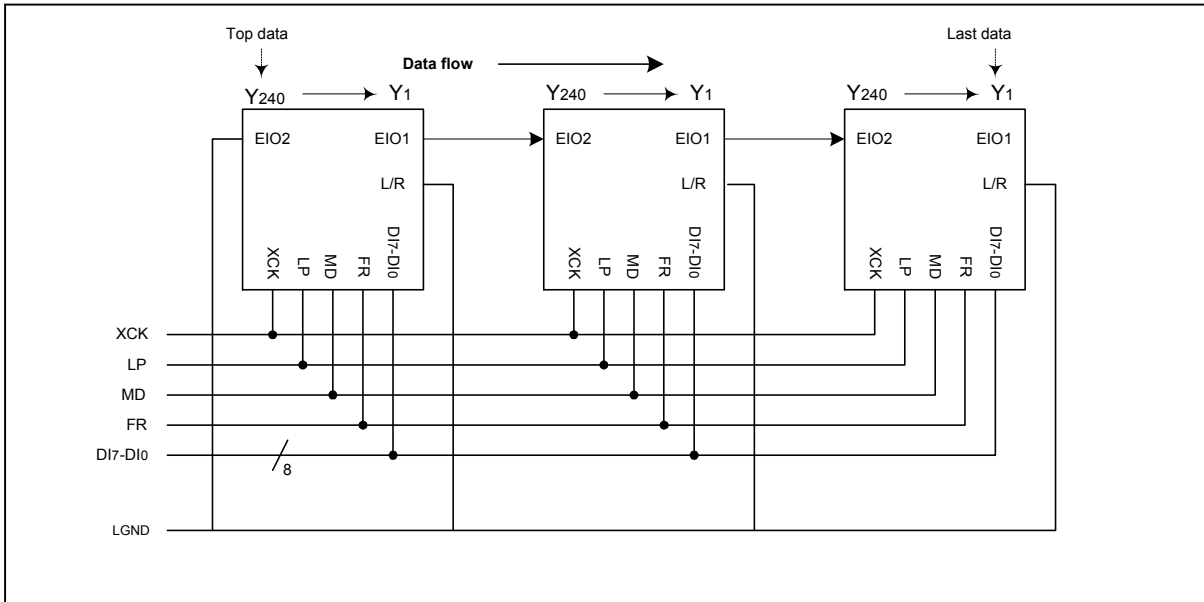 Top data
Last data
Data flow
Y240 Y1
Y240 Y1
Y240 Y1
EIO2 EIO1
EIO2 EIO1
EIO2 EIO1
L/R
L/R
L/R
XCK LP MD FR DI7-DI0
XCK LP MD FR DI7-DI0
XCK LP MD FR DI7-DI0
XCK
LP
MD
FR
DI7-DI0
8
LGND